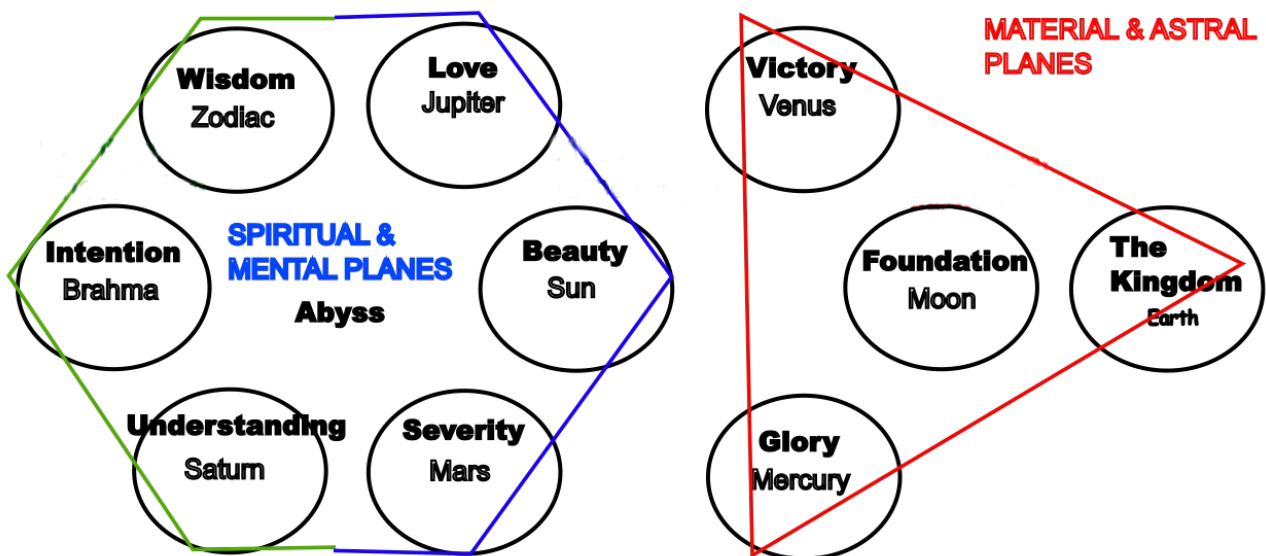 Wisdom
Zodiac
Love
Jupiter
Victory
Venus
MATERIAL & ASTRAL
PLANES
Intention
Brahma
SPIRITUAL &
MENTAL PLANES
Abyss
Beauty
Sun
Foundation
Moon
The
Kingdom
Earth
Understanding
Saturn
Severity
Mars
Glory
Mercury